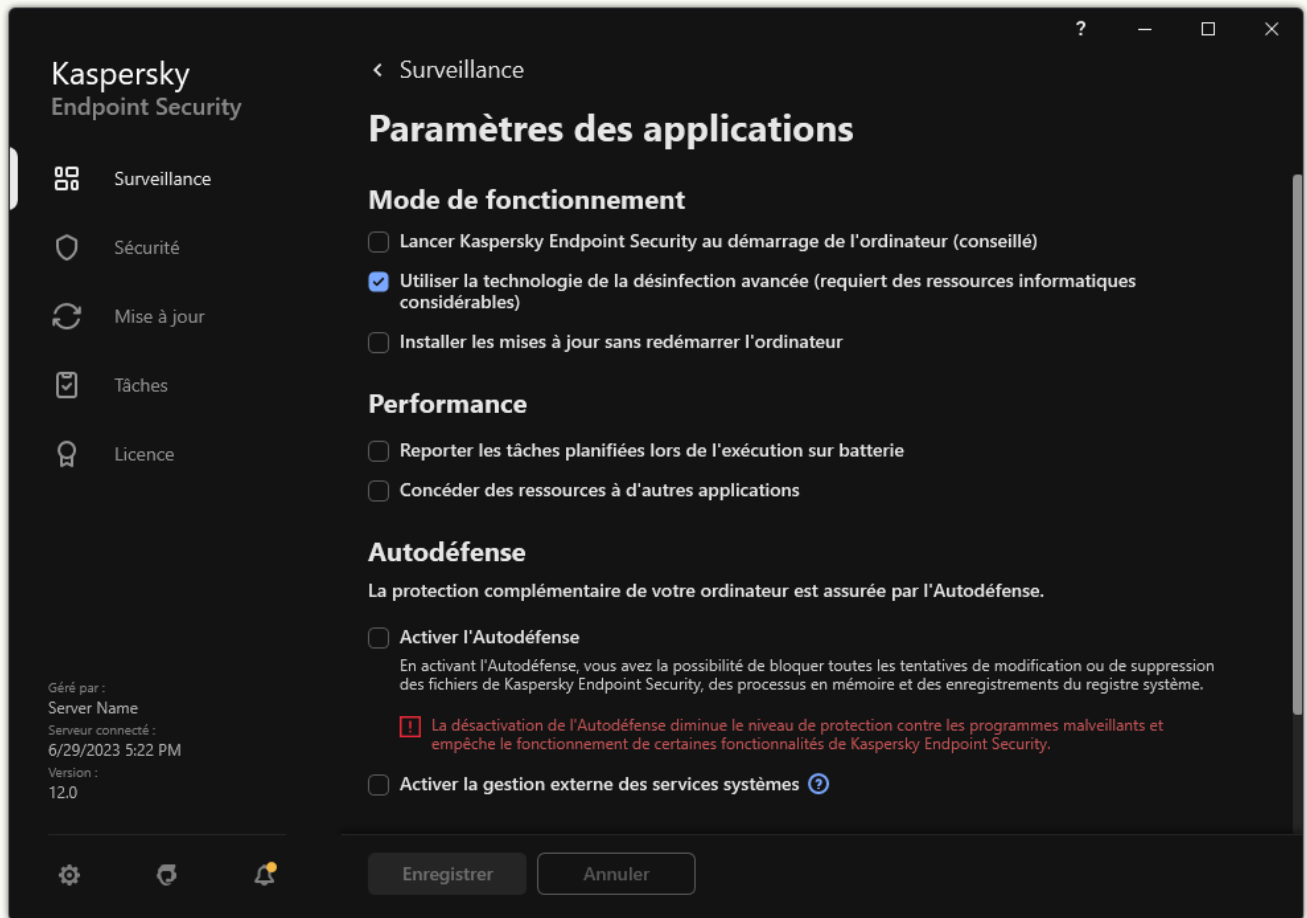 ?
Kaspersky
Endpoint Security
Surveillance
Sécurité
Mise à jour
Tâches
Licence
Géré par :
Server Name
Serveur connecté :
6/29/2023 5:22 PM
Version :
12.0
Surveillance
Paramètres des applications
Mode de fonctionnement
Lancer Kaspersky Endpoint Security au démarrage de l'ordinateur (conseillé)
Utiliser la technologie de la désinfection avancée (requiert des ressources informatiques
considérables)
Installer les mises à jour sans redémarrer l'ordinateur
Performance
Reporter les tâches planifiées lors de l'exécution sur batterie
Concéder des ressources à d'autres applications
Autodéfense
La protection complémentaire de votre ordinateur est assurée par l'Autodéfense.
Activer l'Autodéfense
En activant l'Autodéfense, vous avez la possibilité de bloquer toutes les tentatives de modification ou de suppression
des fichiers de Kaspersky Endpoint Security, des processus en mémoire et des enregistrements du registre système.
! La désactivation de l'Autodéfense diminue le niveau de protection contre les programmes malveillants et
empêche le fonctionnement de certaines fonctionnalités de Kaspersky Endpoint Security.
Activer la gestion externe des services systèmes ?
Enregistrer Annuler